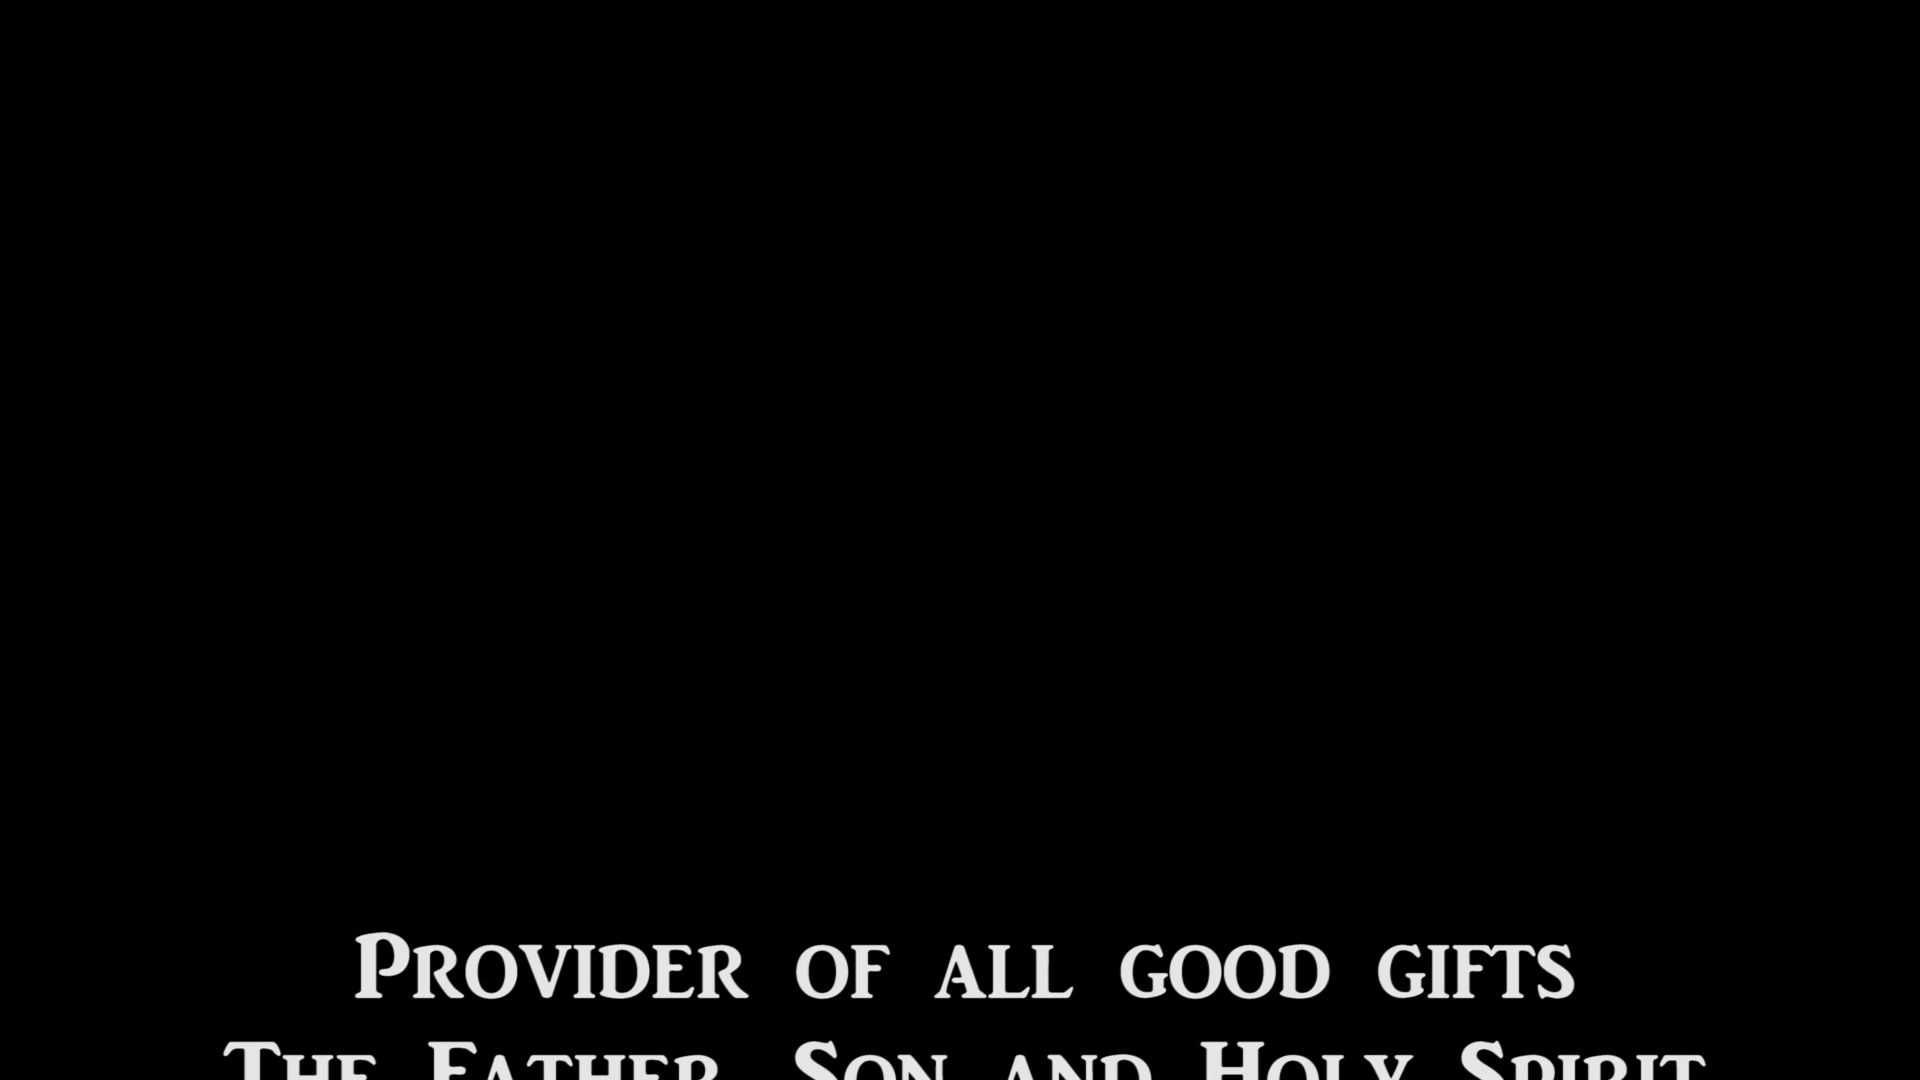 Provider of all good gifts
The Father, Son and Holy Spirit